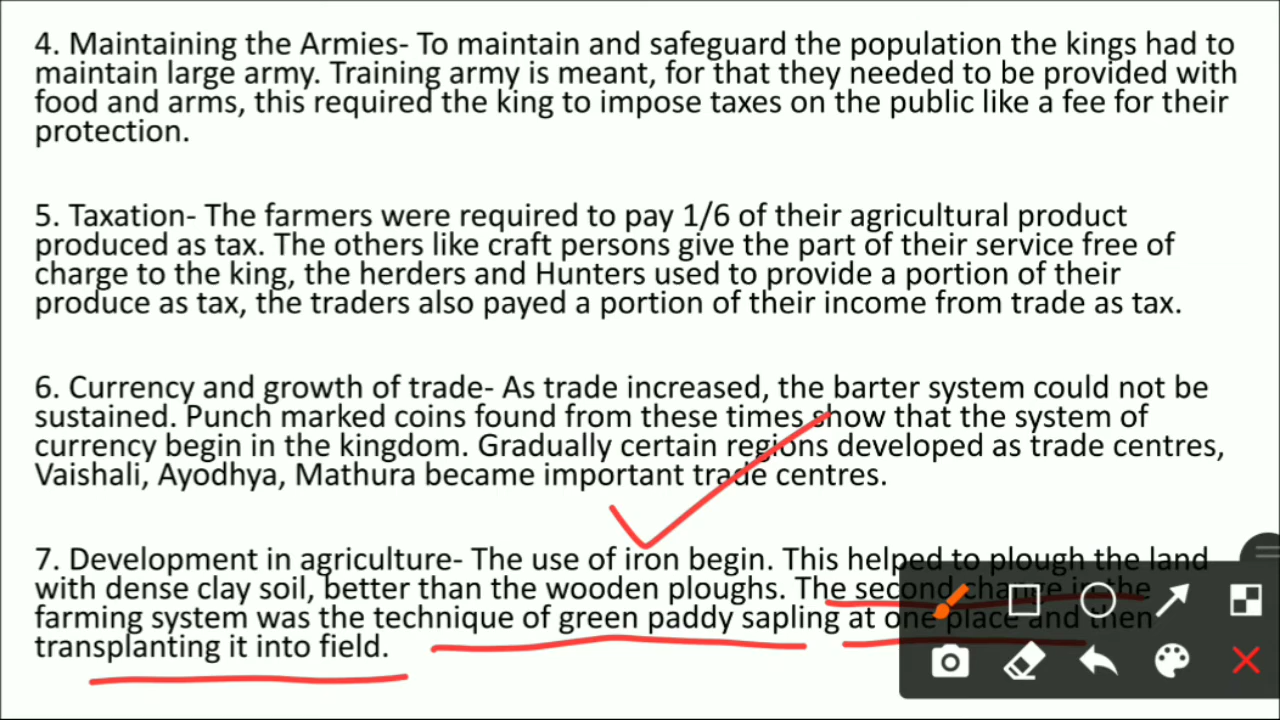 4. Maintaining the Armies- To maintain and safeguard the population the kings had to
maintain large army. Training army is meant, for that they needed to be provided with
food and arms, this required the king to impose taxes on the public like a fee for their
protection.
5. Taxation- The farmers were required to pay 1/6 of their agricultural product
produced as tax. The others like craft persons give the part of their service free of
charge to the king, the herders and Hunters used to provide a portion of their
produce as tax, the traders also payed a portion of their income from trade as tax.
6. Currency and growth of trade- As trade increased, the barter system could not be
sustained. Punch marked coins found from these times show that the system of
currency begin in the kingdom. Gradually certain regions developed as trade centres,
Vaishali, Ayodhya, Mathura became important trade centres.
7. Development in agriculture- The use of iron begin. This helped to plough the land
with dense clay soil, better than the wooden ploughs. The second change in the
farming system was the technique of green paddy sapling at one place and then
transplanting it into field.